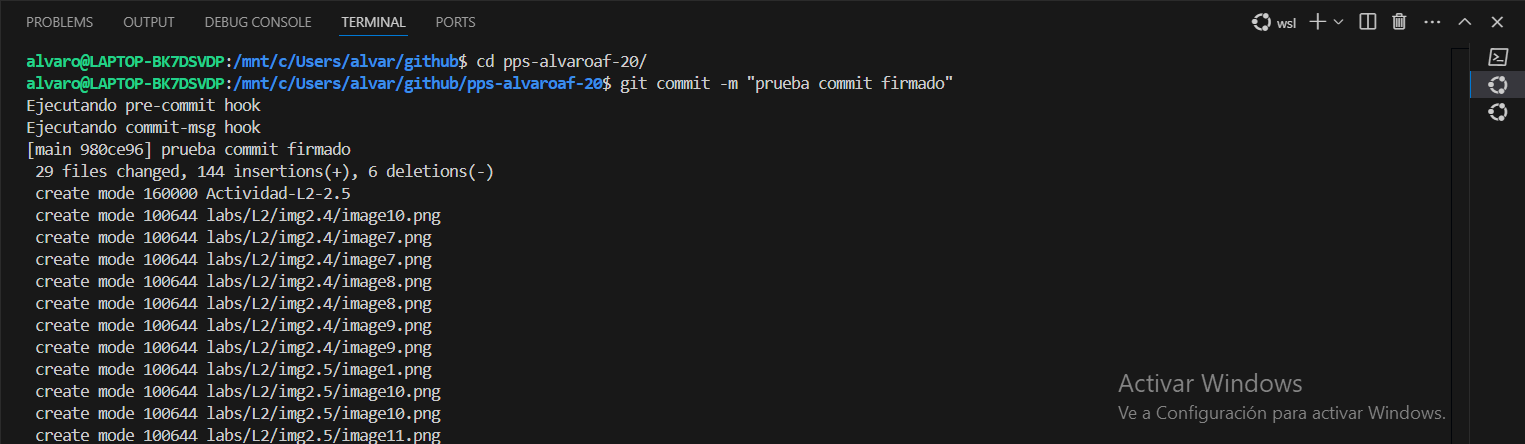 PROBLEMS OUTPUT DEBUG CONSOLE TERMINAL PORTS wsl
alvaro@LAPTOP-BK7DSVDP:/mnt/c/Users/alvar/github$ cd pps-alvaroaf-20/
alvaro@LAPTOP-BK7DSVDP:/mnt/c/Users/alvar/github/pps-alvaroaf-20$ git commit -m "prueba commit firmado"
Ejecutando pre-commit hook
Ejecutando commit-msg hook
[main 980ce96] prueba commit firmado
29 files changed, 144 insertions(+), 6 deletions(-)
create mode 160000 Actividad-L2-2.5
create mode 100644 labs/L2/img2.4/image10.png
create mode 100644 labs/L2/img2.4/image7.png
create mode 100644 labs/L2/img2.4/image7.png
create mode 100644 labs/L2/img2.4/image8.png
create mode 100644 labs/L2/img2.4/image8.png
create mode 100644 labs/L2/img2.4/image9.png
create mode 100644 labs/L2/img2.4/image9.png
create mode 100644 labs/L2/img2.5/image1.png
create mode 100644 labs/L2/img2.5/image10.png
create mode 100644 labs/L2/img2.5/image10.png
create mode 100644 labs/L2/img2.5/image11.png
Activar Windows
Ve a Configuración para activar Windows.